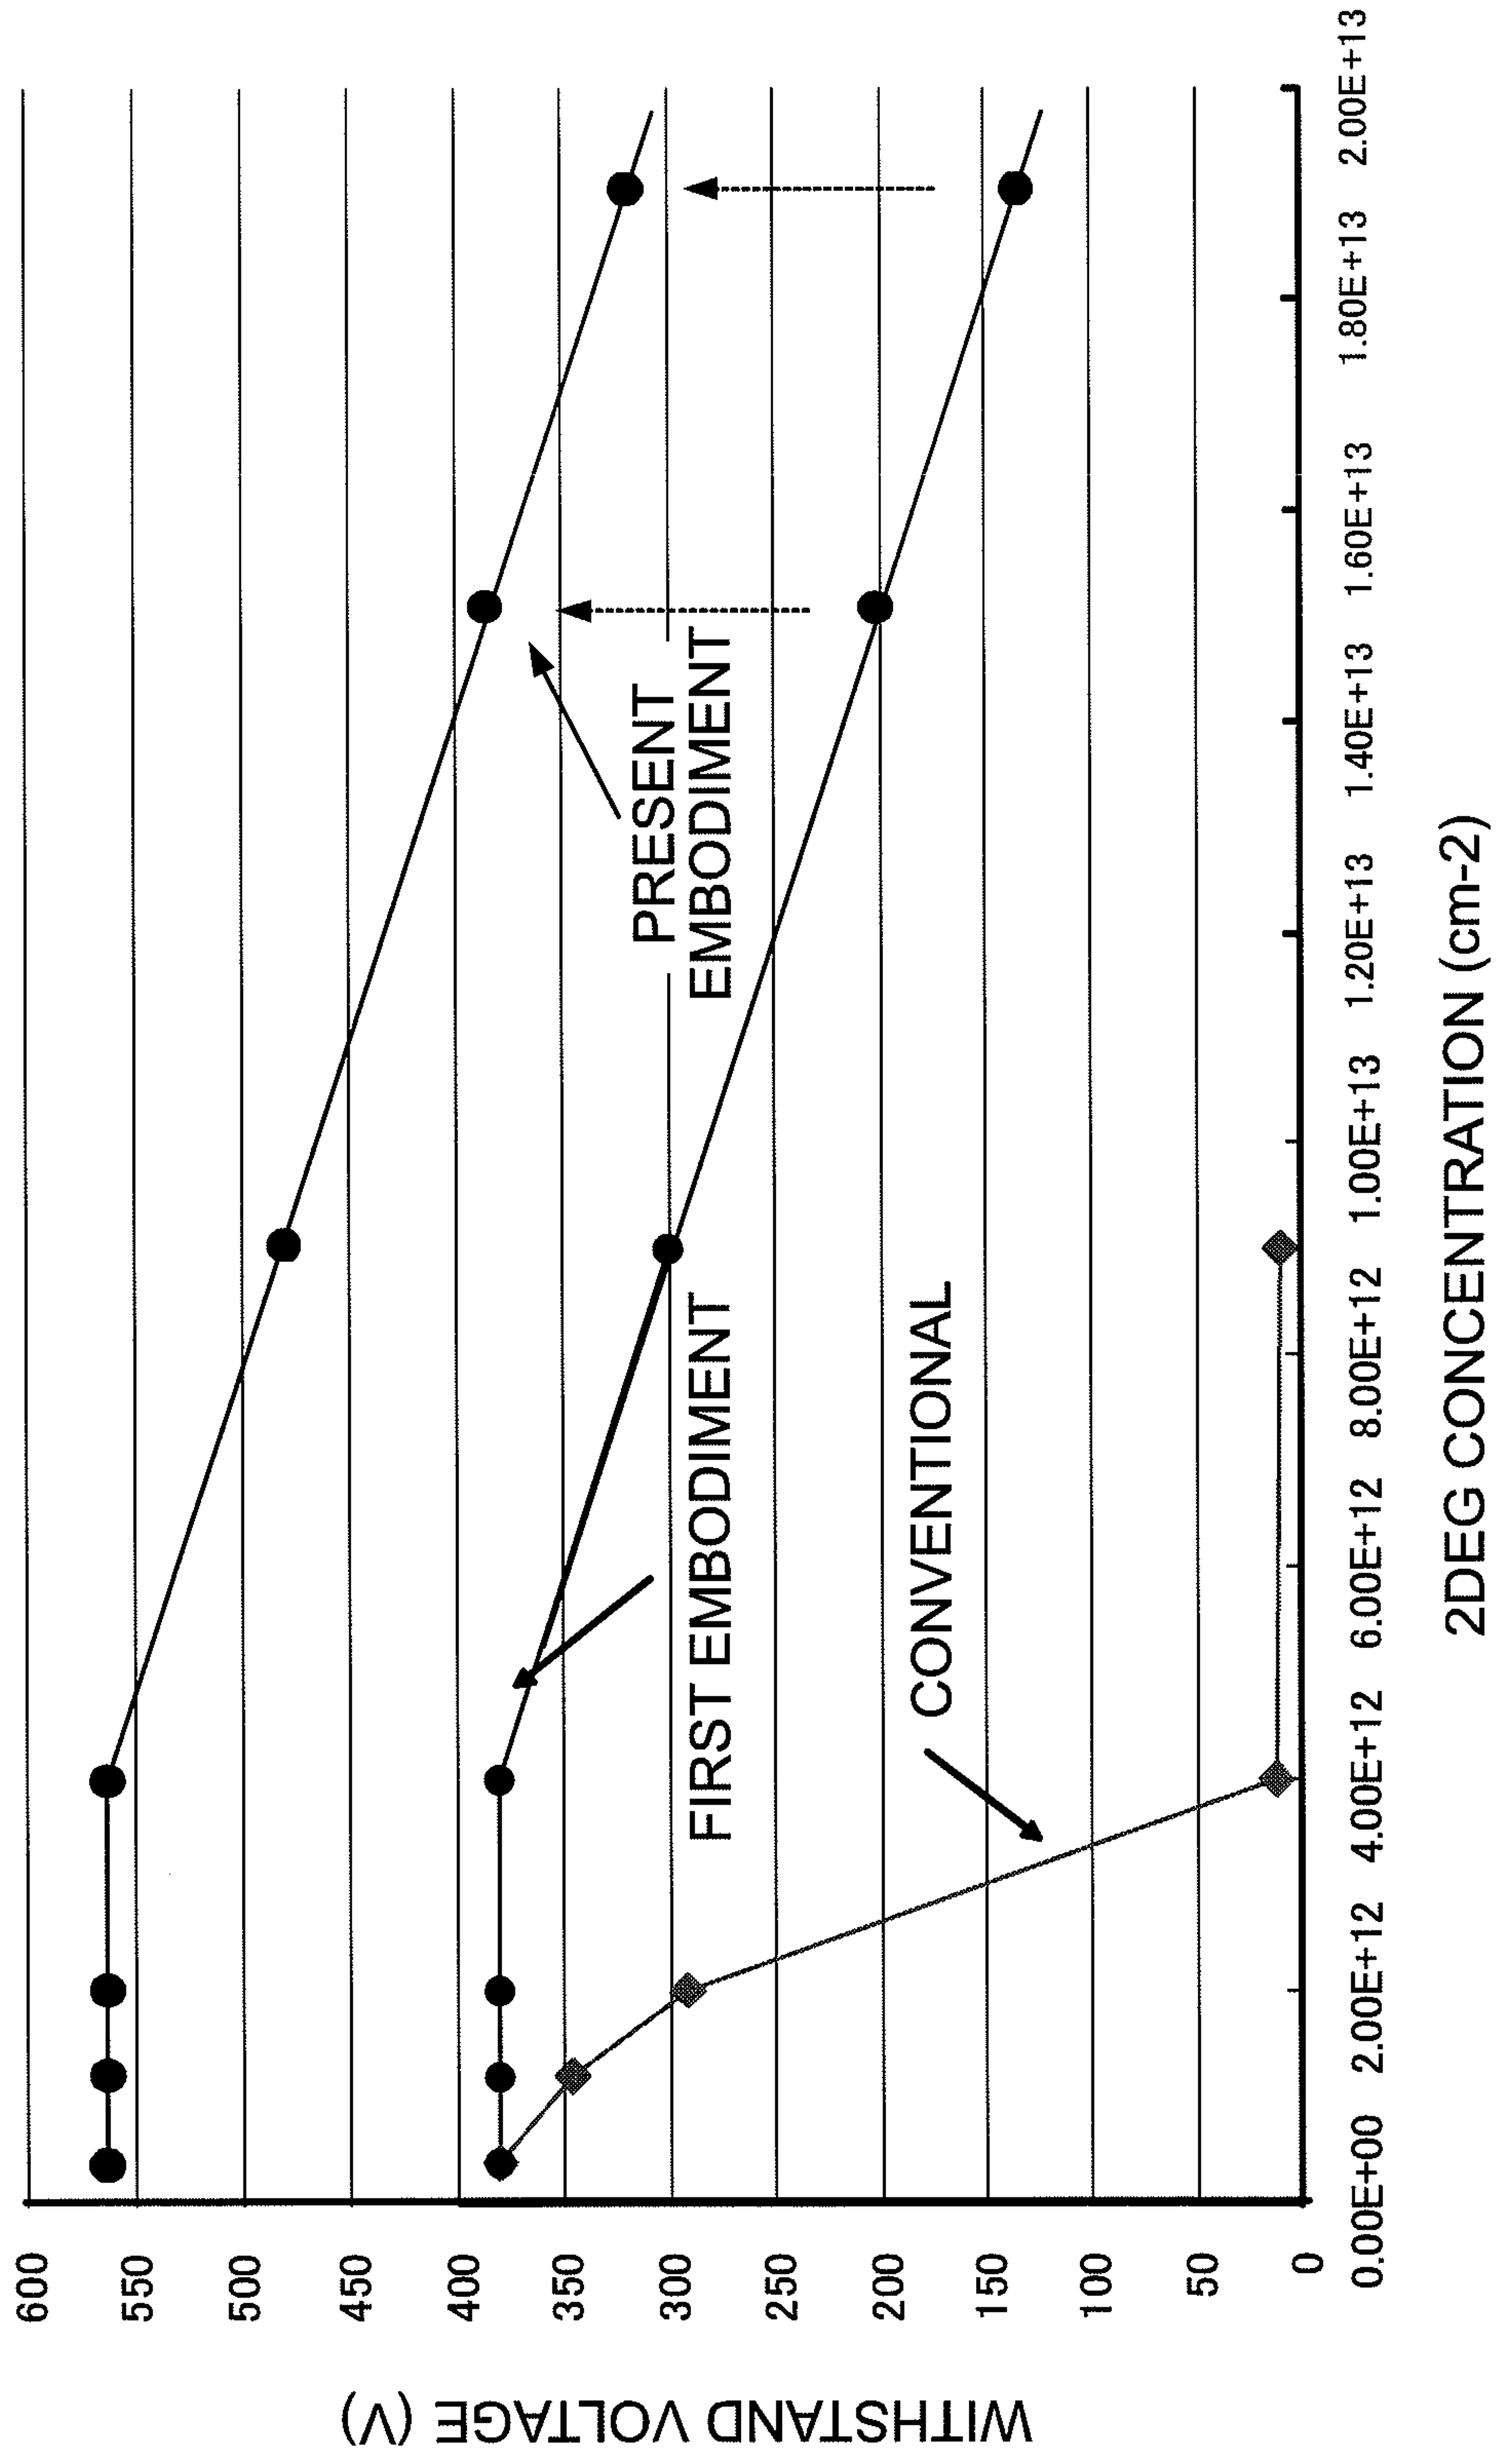 WITHSTAND VOLTAGE (V)
600
550
500
450
400
350
300
250
200
150
100
50
0
PRESENT
EMBODIMENT
FIRST EMBODIMENT
CONVENTIONAL
0.00E+00 2.00E+12 4.00E+12 6.00E+12 8.00E+12 1.00E+13 1.20E+13 1.40E+13 1.60E+13 1.80E+13 2.00E+13
2DEG CONCENTRATION (cm-2)